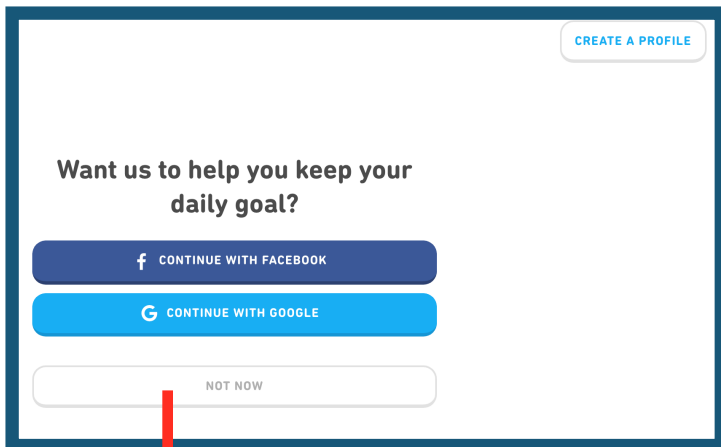 CREATE A PROFILE
Want us to help you keep your
daily goal?
CONTINUE WITH FACEBOOK
CONTINUE WITH GOOGLE
NOT NOW